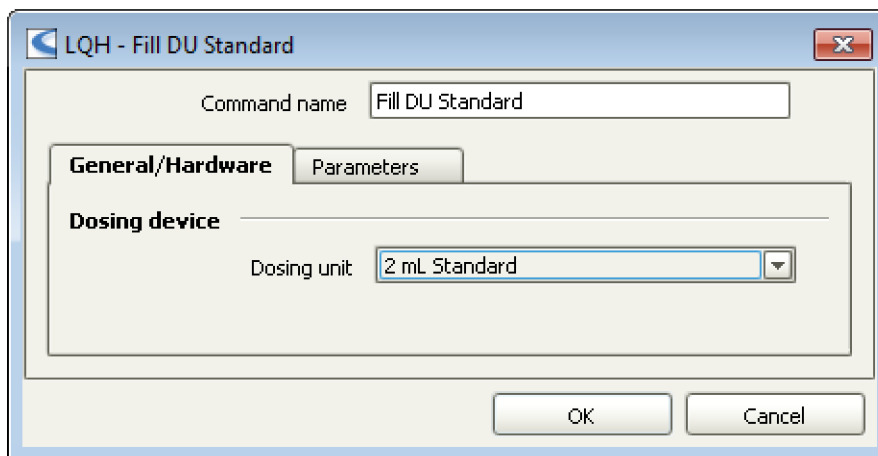 LQH - Fill DU Standard
Command name Fill DU Standard
General/Hardware Parameters
Dosing device
Dosing unit 2 mL Standard
OK Cancel